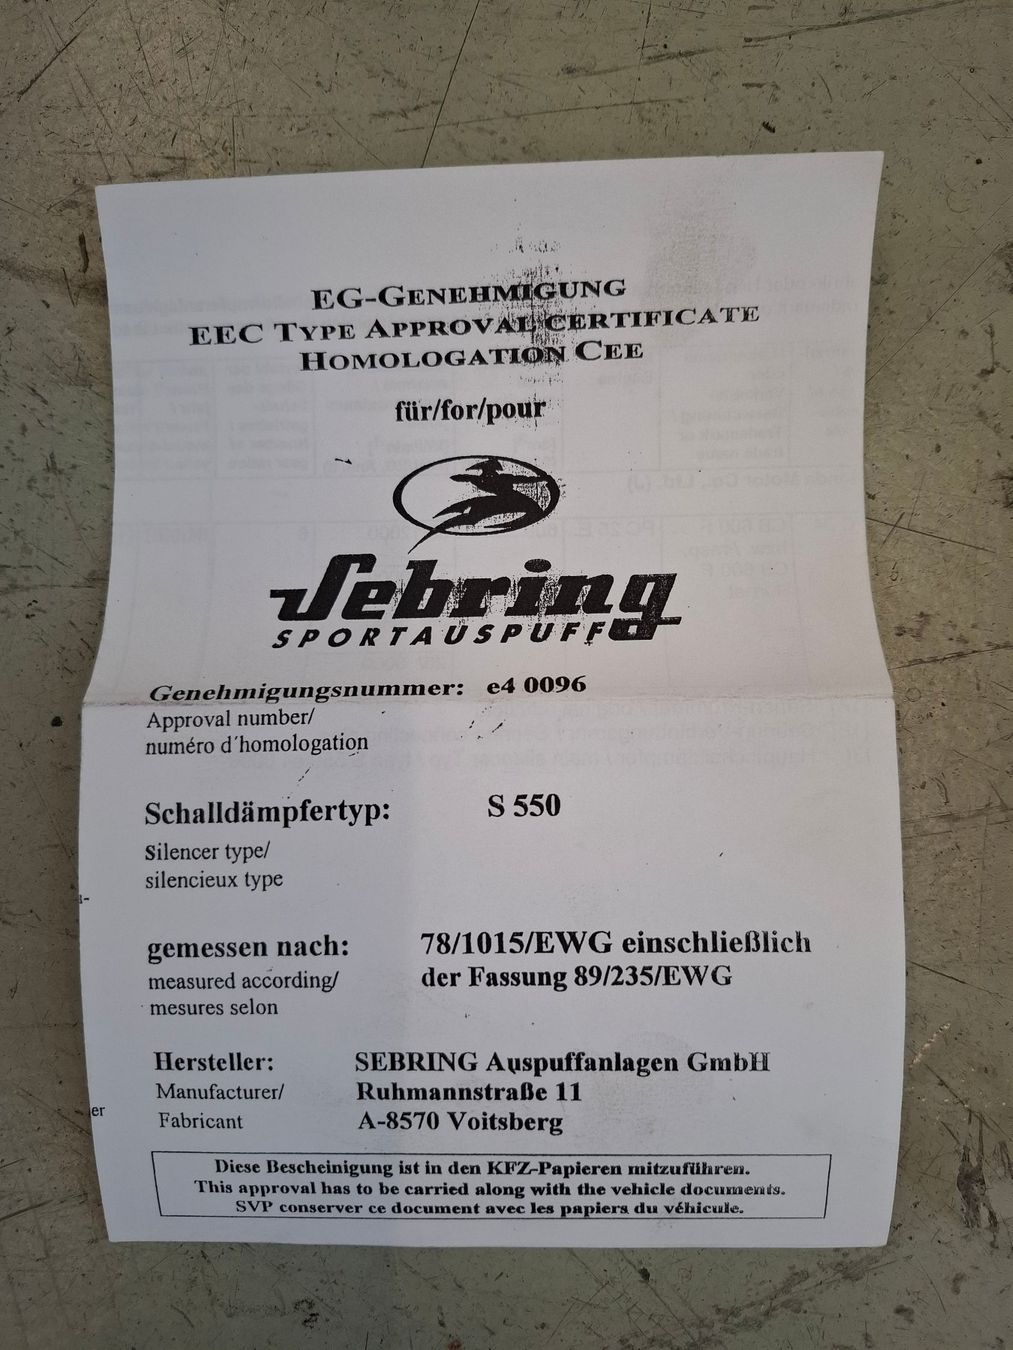 EG-GENEHMIGUNG
EEC TYPE APPROVAL CERTIFICATE
HOMOLOGATION CEE
für/for/pour
Sebring
SPORTAUSPUFF
Genehmigungsnummer: e4 0096
Approval number/
numéro d´homologation
Schalldämpfertyp: S 550
Silencer type/
silencieux type
gemessen nach: 78/1015/EWG einschließlich
measured according/ der Fassung 89/235/EWG
mesures selon
Hersteller: SEBRING Auspuffanlagen GmbH
Manufacturer/ Ruhmannstraße 11
er
Fabricant A-8570 Voitsberg
Diese Bescheinigung ist in den KFZ-Papieren mitzuführen.
This approval has to be carried along with the vehicle documents.
SVP conserver ce document avec les papiers du véhicule.